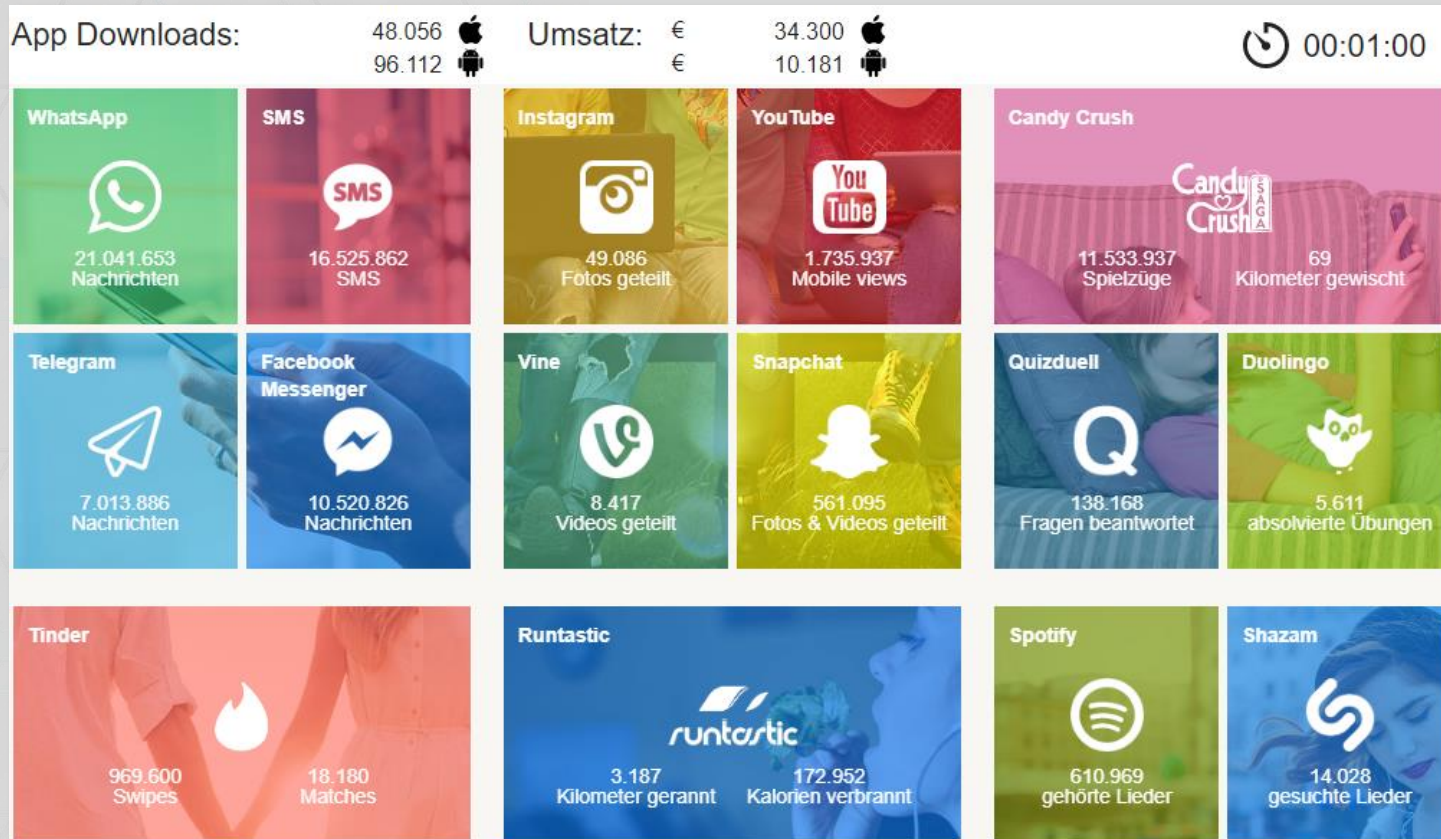 App Downloads:
48.056
96.112
Umsatz:
€ 34.300
€ 10.181
00:01:00
WhatsApp
21.041.653
Nachrichten
SMS
SMS
16.525.862
SMS
Instagram
49.086
Fotos geteilt
YouTube
You
Tube
1.735.937
Mobile views
Candy Crush
Candy
Crush
SAGA
11.533.937
Spielzüge
69
Kilometer gewischt
Telegram
7.013.886
Nachrichten
Facebook
Messenger
10.520.826
Nachrichten
Vine
8.417
Videos geteilt
Snapchat
561.095
Fotos & Videos geteilt
Quizduell
Q
138.168
Fragen beantwortet
Duolingo
5.611
absolvierte Übungen
Tinder
969.600
Swipes
18.180
Matches
Runtastic
runtastic
3.187
Kilometer gerannt
172.952
Kalorien verbrannt
Spotify
610.969
gehörte Lieder
Shazam
14.028
gesuchte Lieder